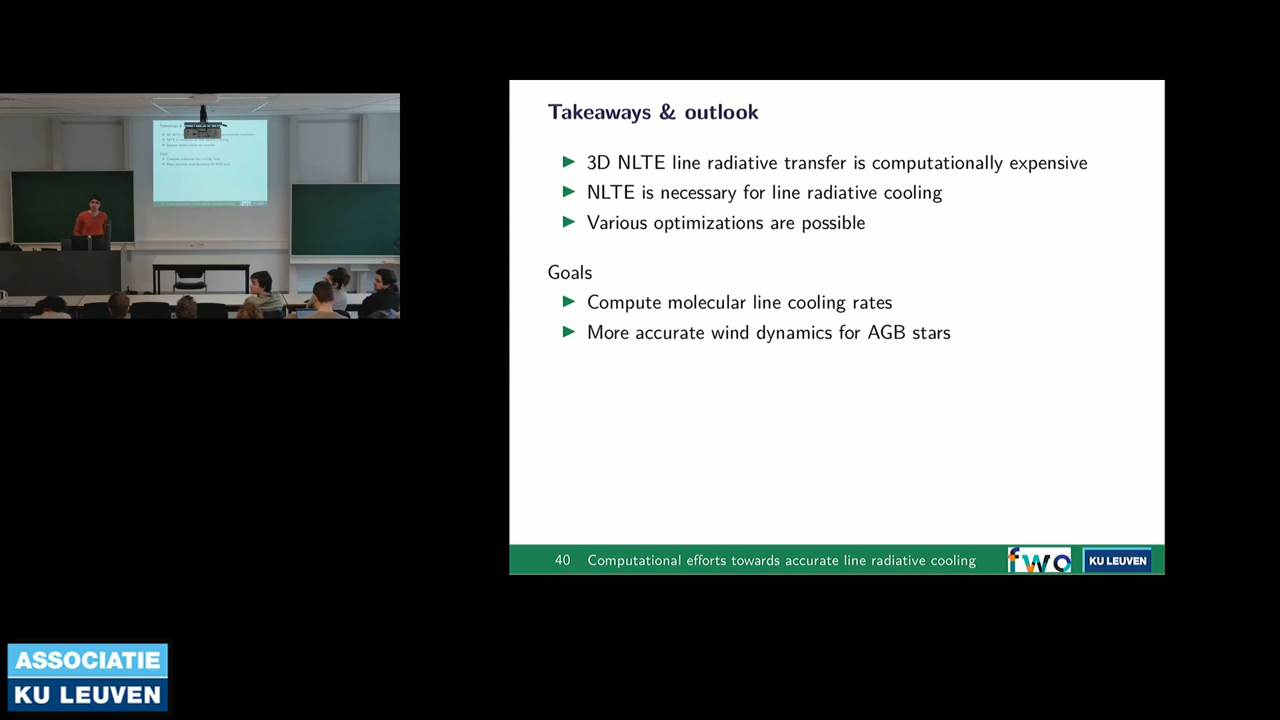 Takeaways & outlook
3D NLTE line radiative transfer is computationally expensive
NLTE is necessary for line radiative cooling
Various optimizations are possible
Goals
Compute molecular line cooling rates
More accurate wind dynamics for AGB stars
40 Computational efforts towards accurate line radiative cooling
fwo
KU LEUVEN
ASSOCIATIE
KU LEUVEN